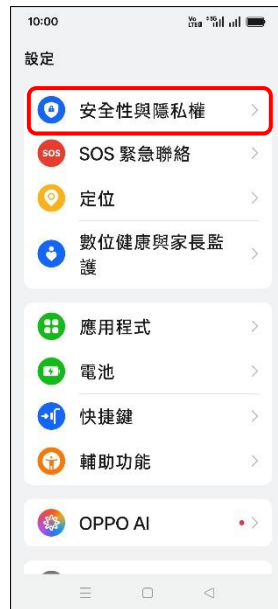 10:00
設定
安全性與隱私權
SOS
SOS 緊急聯絡
定位
數位健康與家長監
護
應用程式
電池
快捷鍵
輔助功能
OPPO AI